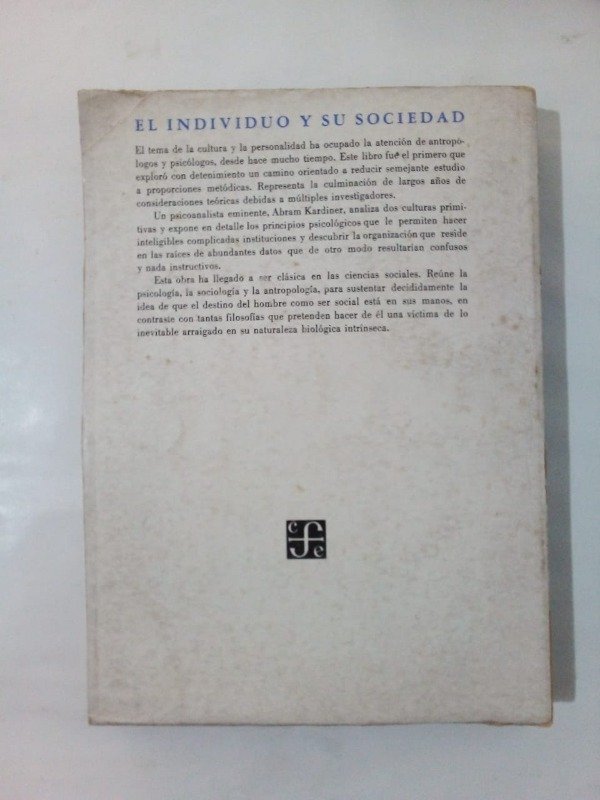 EL INDIVIDUO Y SU SOCIEDAD
El tema de la cultura y la personalidad ha ocupado la atención de antropó-
logos y psicólogos, desde hace mucho tiempo. Este libro fué el primero que
exploró con detenimiento un camino orientado a reducir semejante estudio
a proporciones metódicas. Representa la culminación de largos años de
consideraciones teóricas debidas a múltiples investigadores.
Un psicoanalista eminente, Abram Kardiner, analiza dos culturas primi-
tivas y expone en detalle los principios psicológicos que le permiten hacer
inteligibles complicadas instituciones y descubrir la organización que reside
en las raíces de abundantes datos que de otro modo resultarían confusos
y nada instructivos.
Esta obra ha llegado a ser clásica en las ciencias sociales. Reúne la
psicología, la sociología y la antropología, para sustentar decididamente la
idea de que el destino del hombre como ser social está en sus manos, en
contraste con tantas filosofías que pretenden hacer de él una víctima de lo
inevitable arraigado en su naturaleza biológica intrínseca.
c f e